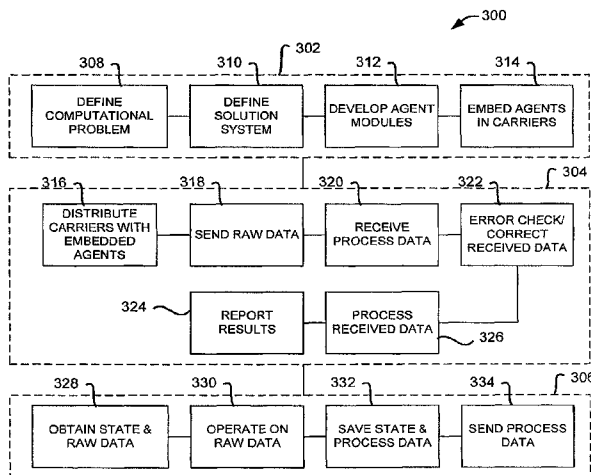 300
302
308
310
312
314
DEFINE
COMPUTATIONAL
PROBLEM
DEFINE
SOLUTION
SYSTEM
DEVELOP AGENT
MODULES
EMBED AGENTS
IN CARRIERS
304
316
318
320
322
DISTRIBUTE
CARRIERS WITH
EMBEDDED
AGENTS
SEND RAW DATA
RECEIVE
PROCESS DATA
ERROR CHECK/
CORRECT
RECEIVED DATA
324
REPORT
RESULTS
PROCESS
RECEIVED DATA
326
306
328
330
332
334
OBTAIN STATE &
RAW DATA
OPERATE ON
RAW DATA
SAVE STATE &
PROCESS DATA
SEND PROCESS
DATA